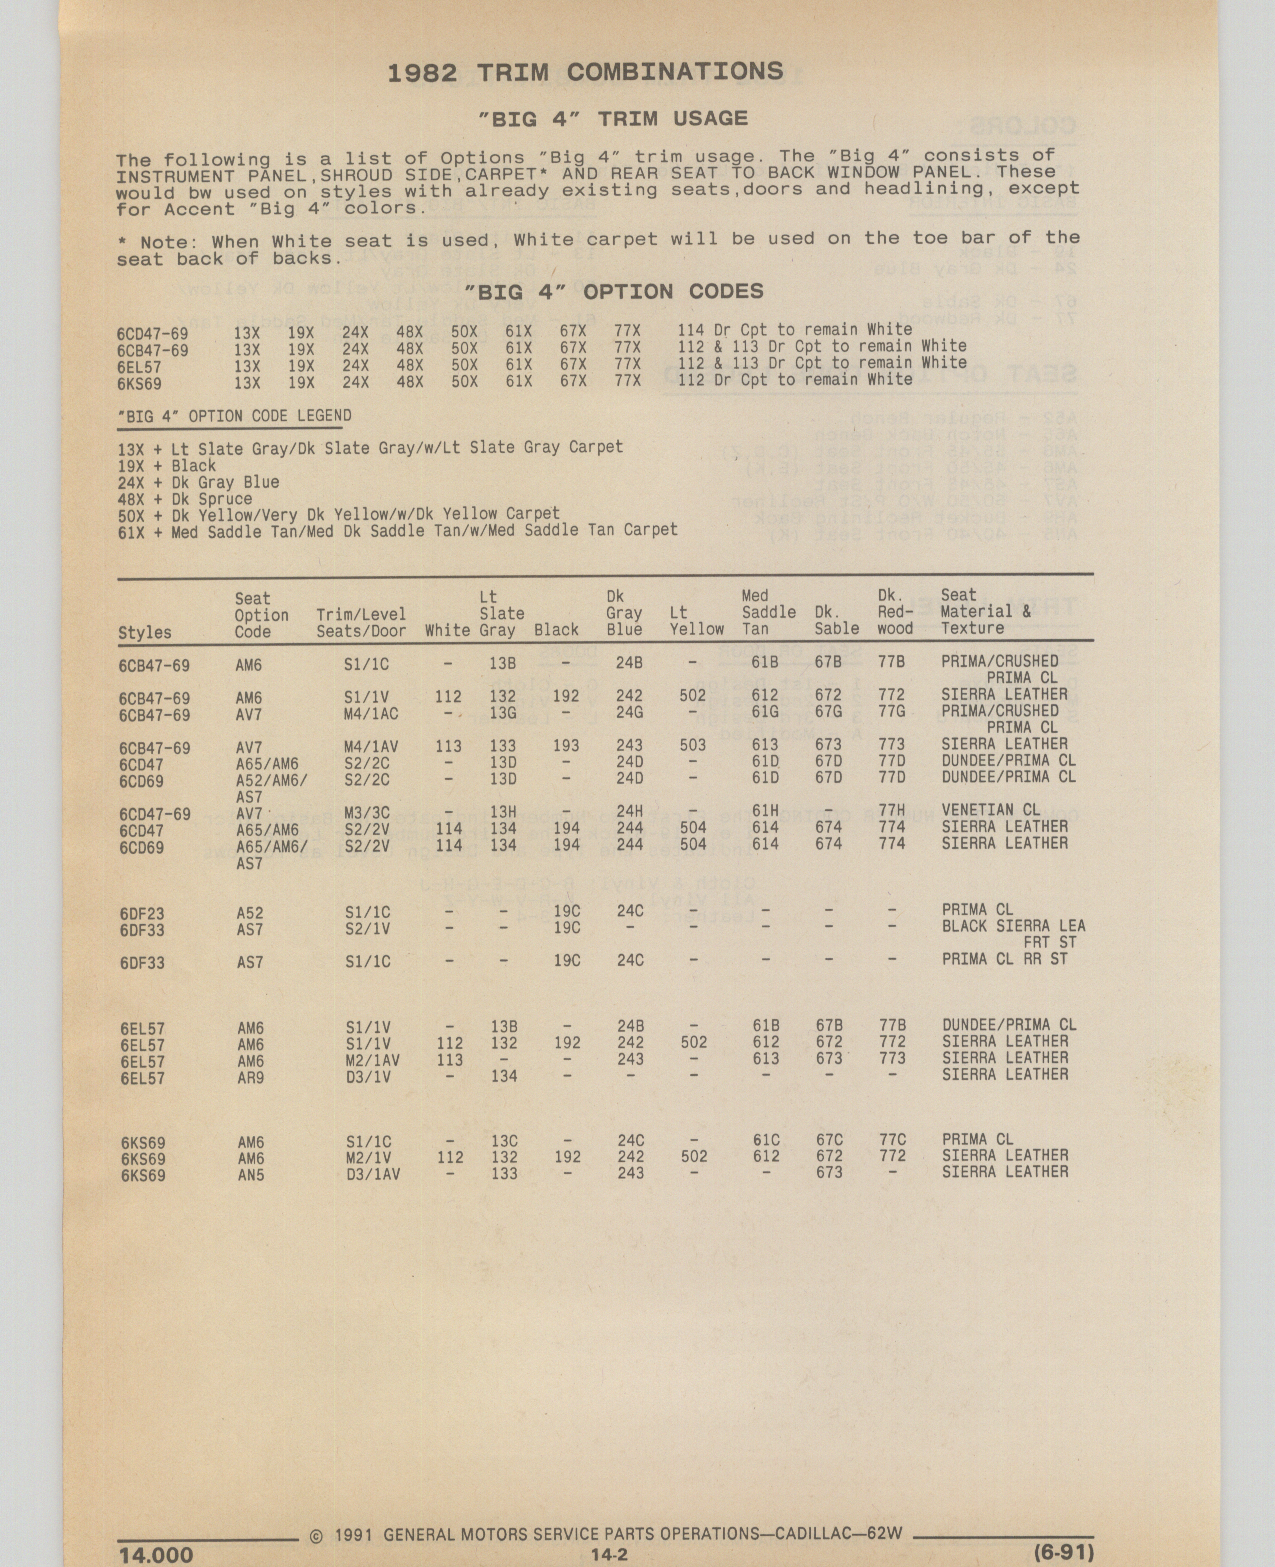 1982 TRIM COMBINATIONS
"BIG 4" TRIM USAGE
The following is a list of Options "Big 4" trim usage. The "Big 4" consists of
INSTRUMENT PANEL,SHROUD SIDE,CARPET* AND REAR SEAT TO BACK WINDOW PANEL. These
would bw used on styles with already existing seats,doors and headlining, except
for Accent "Big 4" colors.
* Note: When White seat is used, White carpet will be used on the toe bar of the
seat back of backs.
"BIG 4" OPTION CODES
6CD47-69 13X 19X 24X 48X 50X 61X 67X 77X 114 Dr Cpt to remain White
6CB47-69 13X 19X 24X 48X 50X 61X 67X 77X 112 & 113 Dr Cpt to remain White
6EL57 13X 19X 24X 48X 50X 61X 67X 77X 112 & 113 Dr Cpt to remain White
6KS69 13X 19X 24X 48X 50X 61X 67X 77X 112 Dr Cpt to remain White
"BIG 4" OPTION CODE LEGEND
13X + Lt Slate Gray/Dk Slate Gray/w/Lt Slate Gray Carpet
19X + Black
24X + Dk Gray Blue
48X + Dk Spruce
50X + Dk Yellow/Very Dk Yellow/w/Dk Yellow Carpet
61X + Med Saddle Tan/Med Dk Saddle Tan/w/Med Saddle Tan Carpet
Seat Lt Dk Med Dk. Seat
Option Trim/Level Slate Gray Lt Saddle Dk. Red- Material &
Styles Code Seats/Door White Gray Black Blue Yellow Tan Sable wood Texture
6CB47-69 AM6 S1/1C - 13B - 24B - 61B 67B 77B PRIMA/CRUSHED
PRIMA CL
6CB47-69 AM6 S1/1V 112 132 192 242 502 612 672 772 SIERRA LEATHER
6CB47-69 AV7 M4/1AC - 13G - 24G - 61G 67G 77G PRIMA/CRUSHED
PRIMA CL
6CB47-69 AV7 M4/1AV 113 133 193 243 503 613 673 773 SIERRA LEATHER
6CD47 A65/AM6 S2/2C - 13D - 24D - 61D 67D 77D DUNDEE/PRIMA CL
6CD69 A52/AM6/ S2/2C - 13D - 24D - 61D 67D 77D DUNDEE/PRIMA CL
AS7
6CD47-69 AV7 M3/3C - 13H - 24H - 61H - 77H VENETIAN CL
6CD47 A65/AM6 S2/2V 114 134 194 244 504 614 674 774 SIERRA LEATHER
6CD69 A65/AM6/ S2/2V 114 134 194 244 504 614 674 774 SIERRA LEATHER
AS7
6DF23 A52 S1/1C - - 19C 24C - - - - PRIMA CL
6DF33 AS7 S2/1V - - 19C - - - - - BLACK SIERRA LEA
FRT ST
6DF33 AS7 S1/1C - - 19C 24C - - - - PRIMA CL RR ST
6EL57 AM6 S1/1V - 13B - 24B - 61B 67B 77B DUNDEE/PRIMA CL
6EL57 AM6 S1/1V 112 132 192 242 502 612 672 772 SIERRA LEATHER
6EL57 AM6 M2/1AV 113 - - 243 - 613 673 773 SIERRA LEATHER
6EL57 AR9 D3/1V - 134 - - - - - - SIERRA LEATHER
6KS69 AM6 S1/1C - 13C - 24C - 61C 67C 77C PRIMA CL
6KS69 AM6 M2/1V 112 132 192 242 502 612 672 772 SIERRA LEATHER
6KS69 AN5 D3/1AV - 133 - 243 - - 673 - SIERRA LEATHER
© 1991 GENERAL MOTORS SERVICE PARTS OPERATIONS—CADILLAC—62W
14.000 14-2 (6-91)